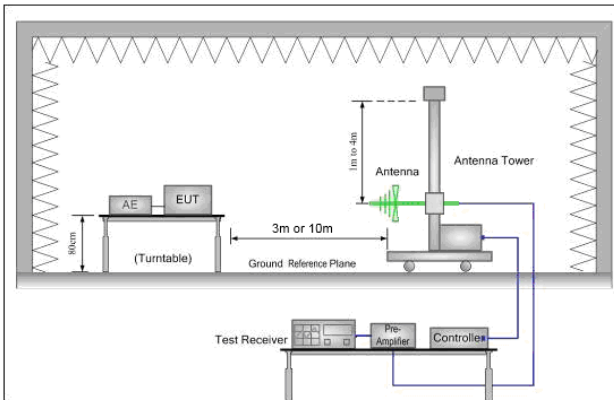 1m to 4m
Antenna
Antenna Tower
AE
EUT
80cm
3m or 10m
(Turntable)
Ground Reference Plane
Test Receiver
Pre-
Amplifier
Controlle